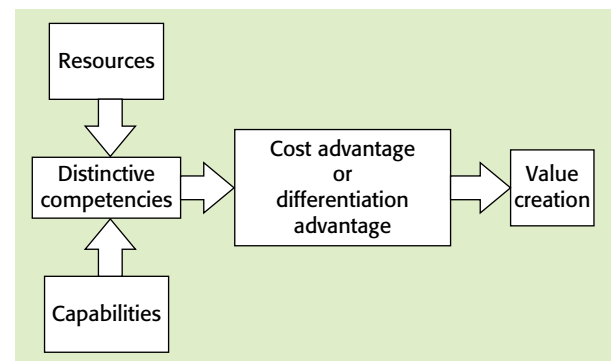 Resources
Distinctive
competencies
Capabilities
Cost advantage
or
differentiation
advantage
Value
creation